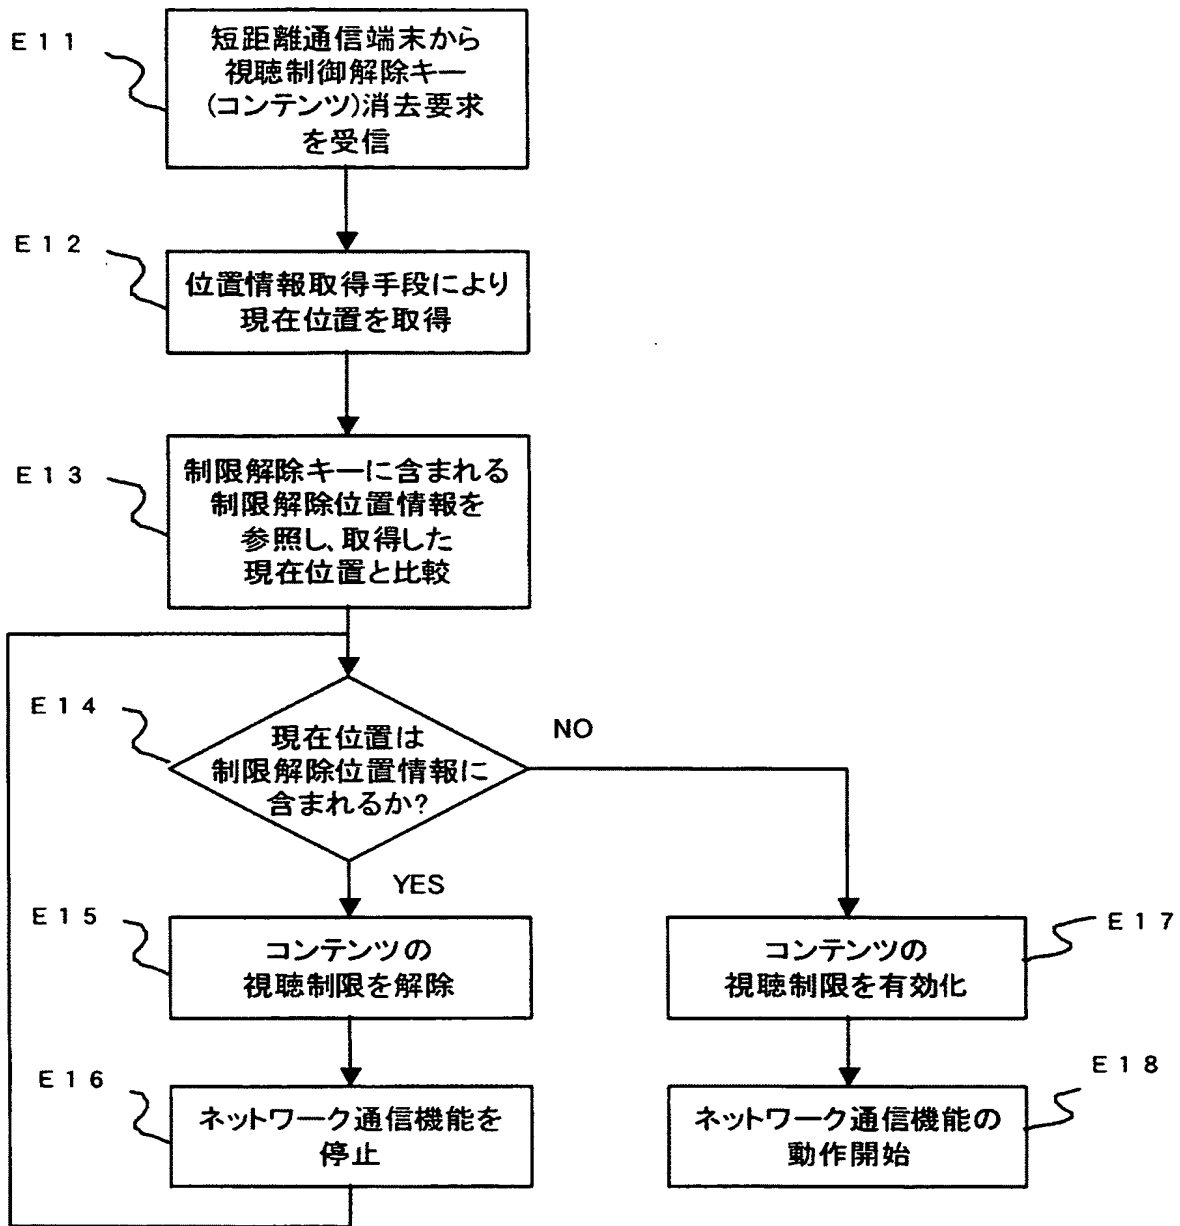 E11
短距離通信端末から
視聴制御解除キー
(コンテンツ)消去要求
を受信
E12
位置情報取得手段により
現在位置を取得
E13
制限解除キーに含まれる
制限解除位置情報を
参照し、取得した
現在位置と比較
E14
現在位置は
制限解除位置情報に
含まれるか?
NO
YES
E15
コンテンツの
視聴制限を解除
E17
コンテンツの
視聴制限を有効化
E16
ネットワーク通信機能を
停止
E18
ネットワーク通信機能の
動作開始